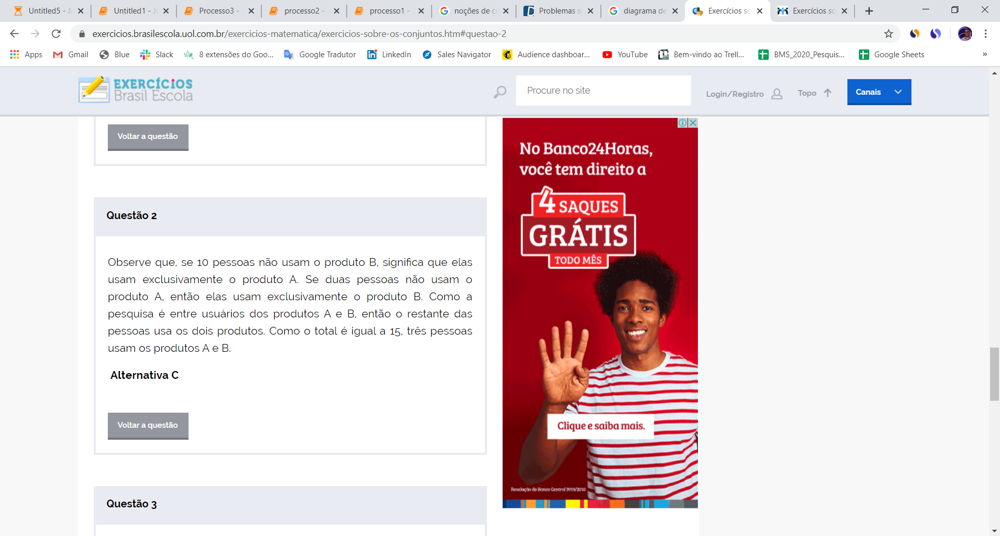 Untitled5 - J
Untitled1 - J
Processo3 -
processo2 -
processo1 -
noções de c
Problemas s
diagrama de
Exercícios so
Exercícios so
exercicios.brasilescola.uol.com.br/exercicios-matematica/exercicios-sobre-os-conjuntos.htm#questao-2
Apps
Gmail
Blue
Slack
slim
8 extensões do Goo...
Google Tradutor
LinkedIn
Sales Navigator
Audience dashboar...
YouTube
Bem-vindo ao Trell...
BMS_2020_Pesquis...
Google Sheets
»
EXERCÍCIOS
Brasil Escola
Procure no site
Login/Registro
Topo
Canais
Voltar a questão
Questão 2
Observe que, se 10 pessoas não usam o produto B, significa que elas
usam exclusivamente o produto A. Se duas pessoas não usam o
produto A, então elas usam exclusivamente o produto B. Como a
pesquisa é entre usuários dos produtos A e B, então o restante das
pessoas usa os dois produtos. Como o total é igual a 15, três pessoas
usam os produtos A e B.
Alternativa C
Voltar a questão
Questão 3
No Banco24Horas,
você tem direito a
4 SAQUES
GRÁTIS
TODO MÊS
Clique e saiba mais.
Resolução do Banco Central 3919/2010